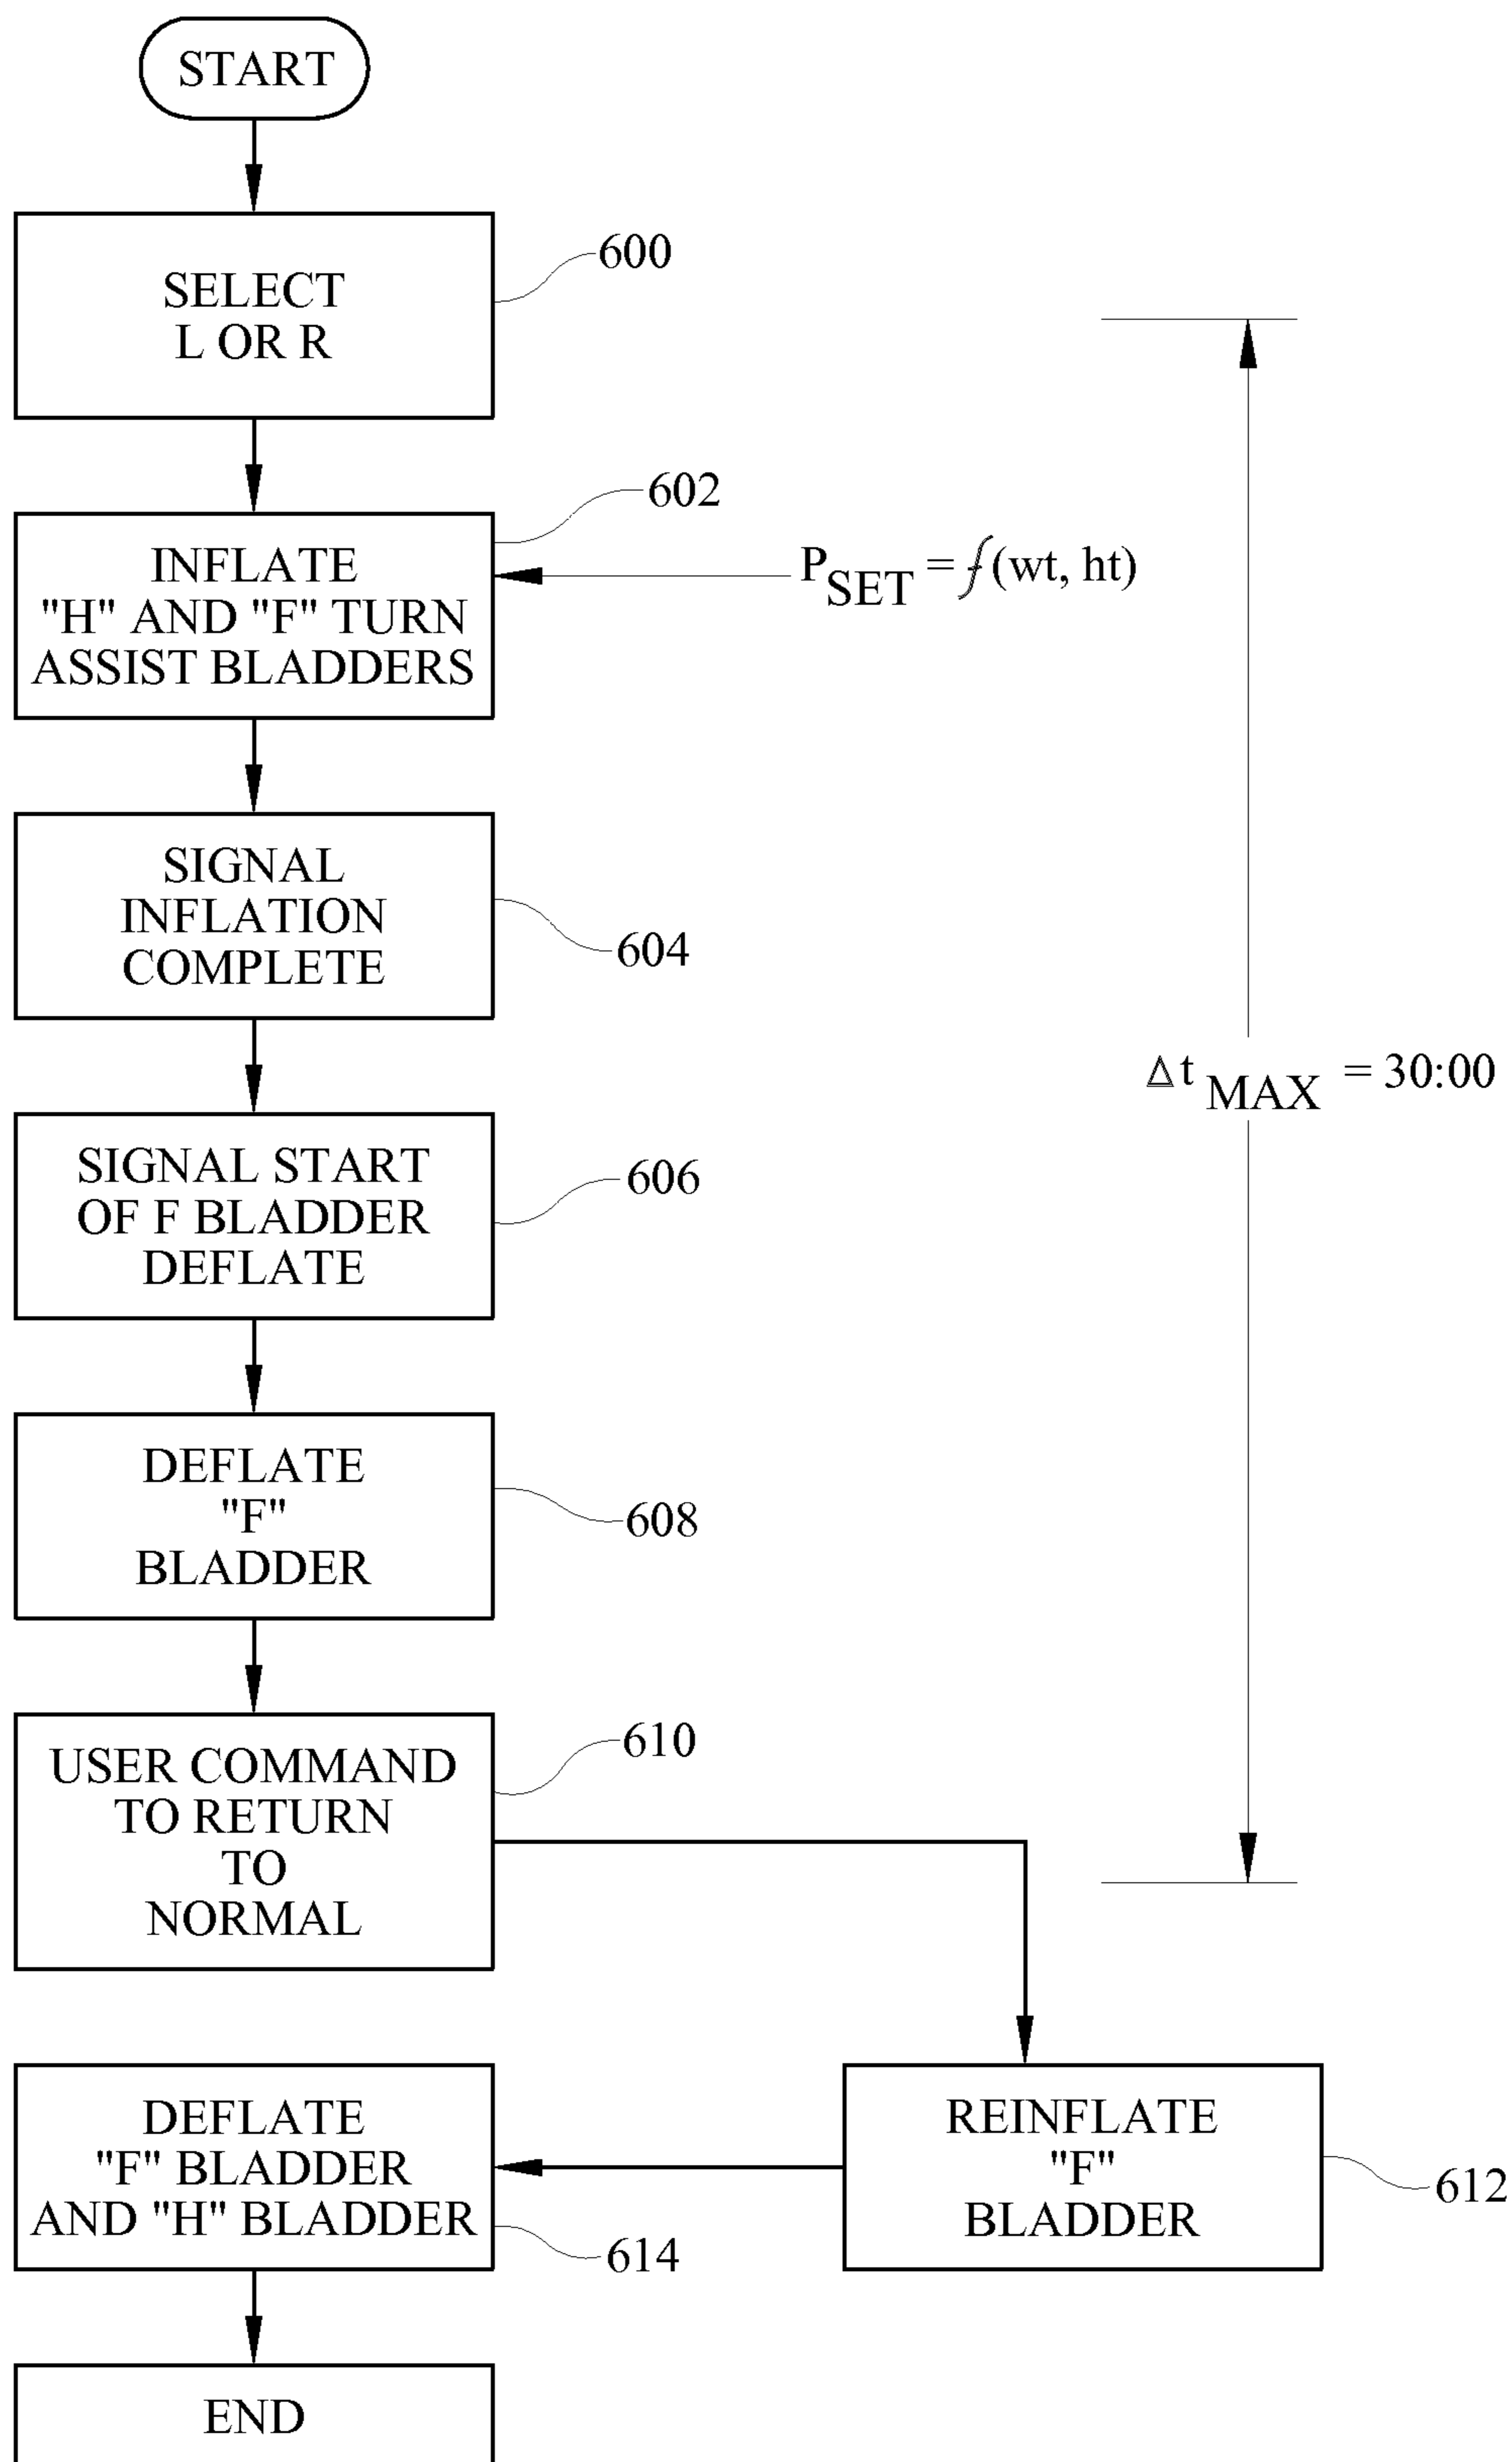 START
SELECT
L OR R
600
INFLATE
"H" AND "F" TURN
ASSIST BLADDERS
602
P SET = f (wt, ht)
SIGNAL
INFLATION
COMPLETE
604
Δt MAX = 30:00
SIGNAL START
OF F BLADDER
DEFLATE
606
DEFLATE
"F"
BLADDER
608
USER COMMAND
TO RETURN
TO
NORMAL
610
REINFLATE
"F"
BLADDER
612
DEFLATE
"F" BLADDER
AND "H" BLADDER
614
END